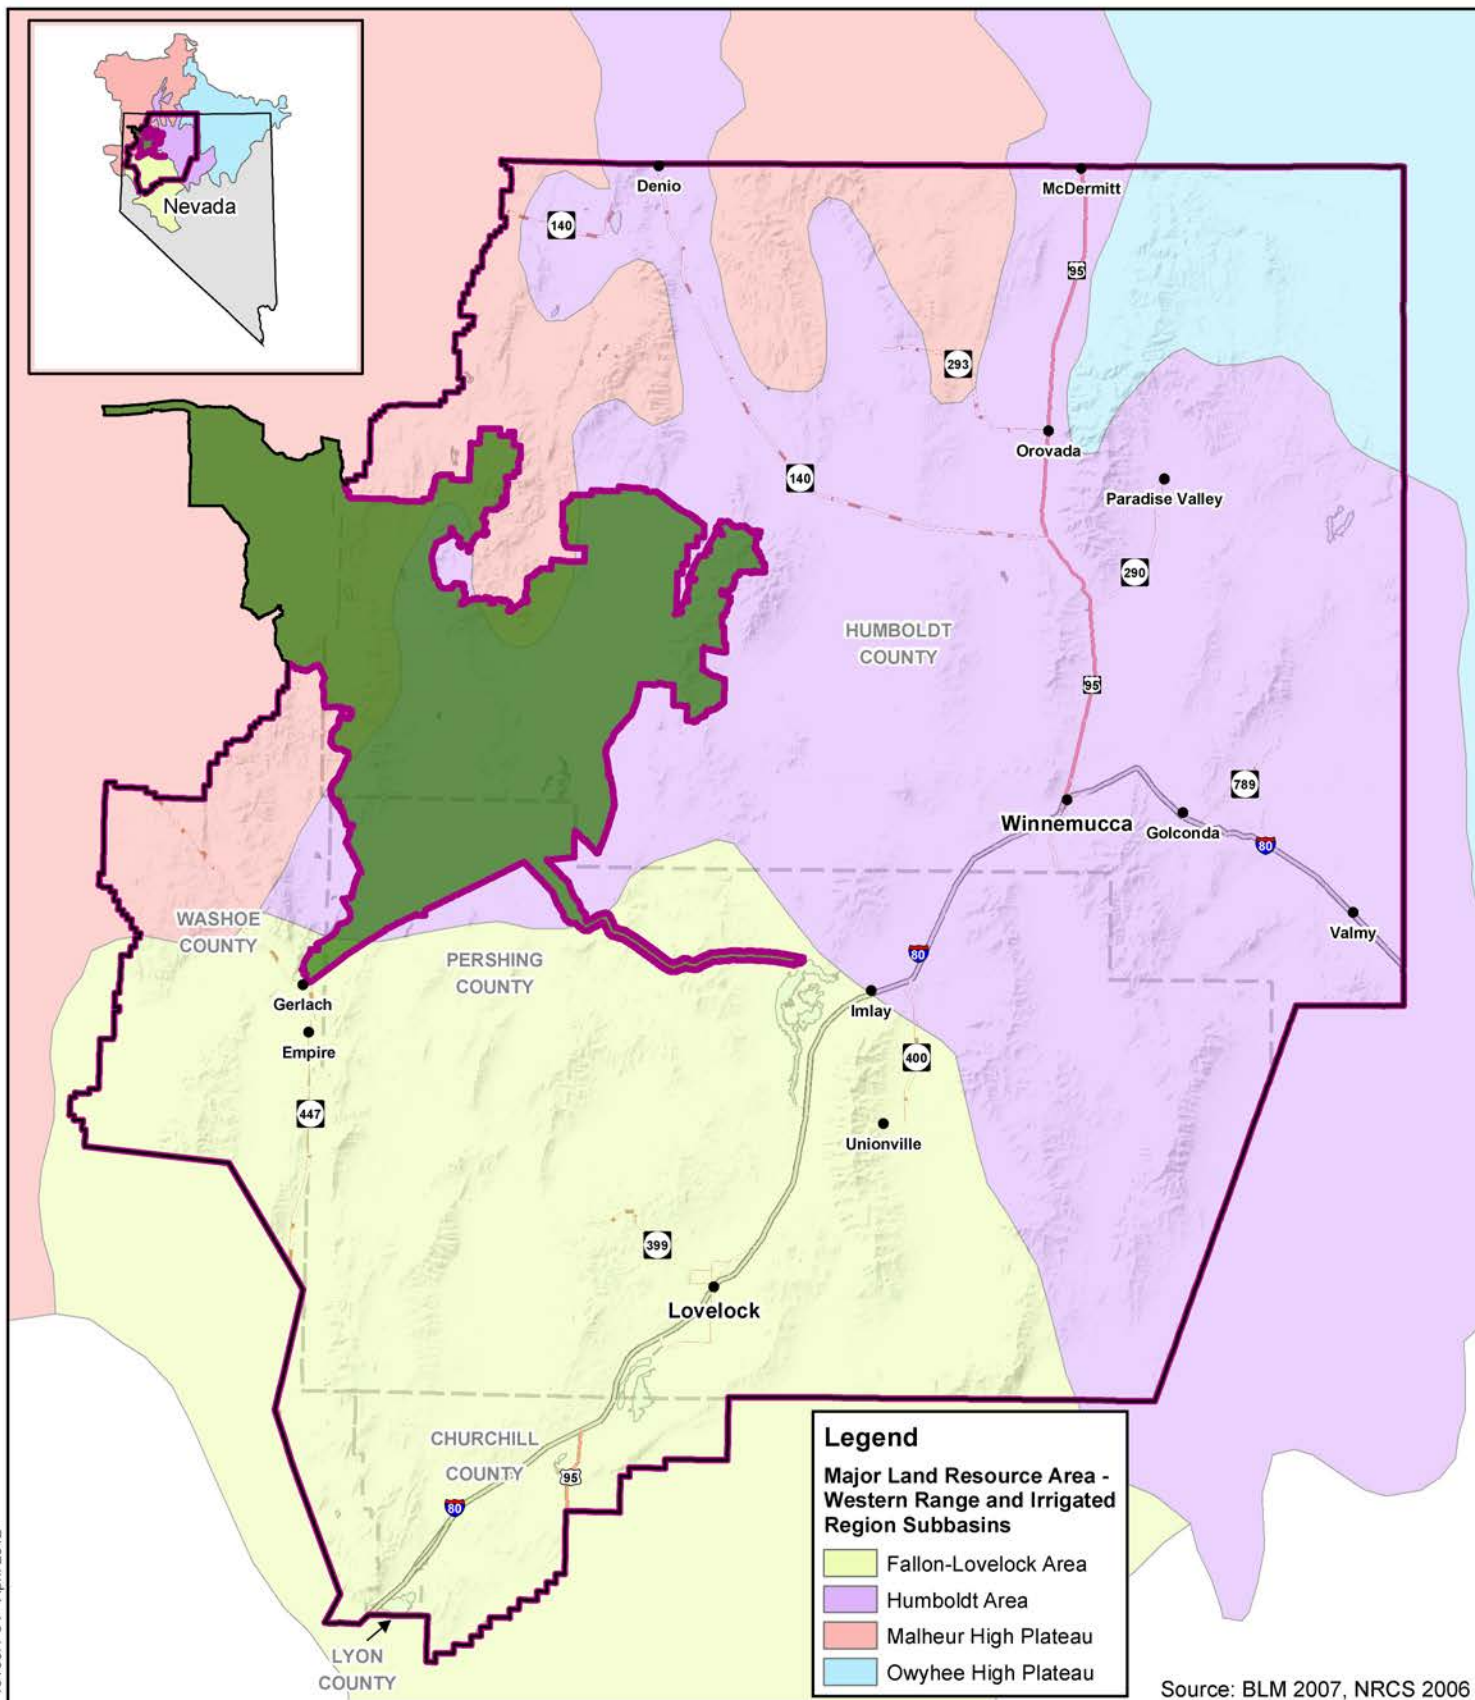 Nevada
Denio
McDermitt
140
95
293
Orovada
140
Paradise Valley
290
HUMBOLDT
COUNTY
95
789
Winnemucca
Golconda
80
WASHOE
COUNTY
Valmy
PERSHING
COUNTY
80
Gerlach
Imlay
Empire
400
447
Unionville
399
Lovelock
CHURCHILL
COUNTY
95
80
LYON
COUNTY
Legend
Major Land Resource Area -
Western Range and Irrigated
Region Subbasins
Fallon-Lovelock Area
Humboldt Area
Malheur High Plateau
Owyhee High Plateau
Source: BLM 2007, NRCS 2006